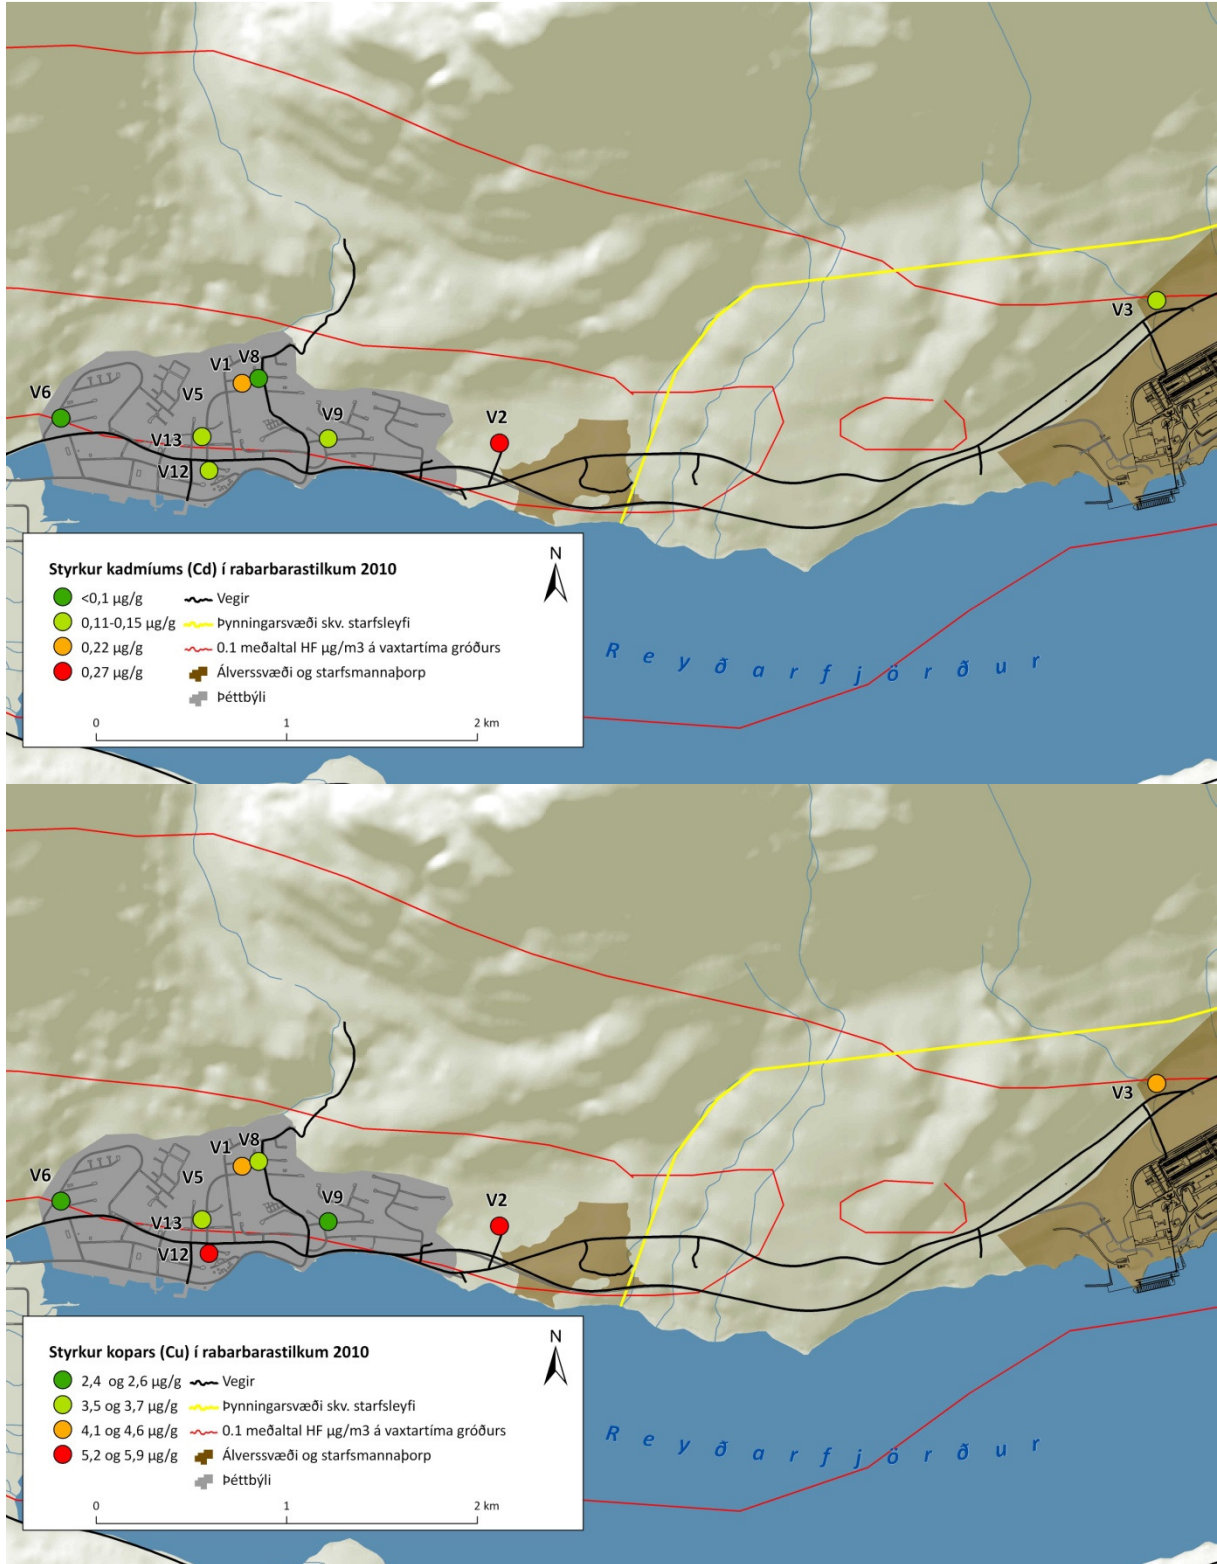 V3
V8
V1
V5
V6
V9
V2
V13
V12
Styrkur kadmíums (Cd) í rabarbarastilkum 2010
<0,1 µg/g
Vegir
0,11-0,15 µg/g
Þynningarsvæði skv. starfsleyfi
0,22 µg/g
0.1 meðaltal HF µg/m3 á vaxtartíma gróðurs
0,27 µg/g
Álverssvæði og starfsmannaþorp
Þéttbýli
0 1 2 km
N
Reyðarfjörður
V3
V8
V1
V5
V6
V9
V2
V13
V12
Styrkur kopars (Cu) í rabarbarastilkum 2010
2,4 og 2,6 µg/g
Vegir
3,5 og 3,7 µg/g
Þynningarsvæði skv. starfsleyfi
4,1 og 4,6 µg/g
0.1 meðaltal HF µg/m3 á vaxtartíma gróðurs
5,2 og 5,9 µg/g
Álverssvæði og starfsmannaþorp
Þéttbýli
0 1 2 km
N
Reyðarfjörður